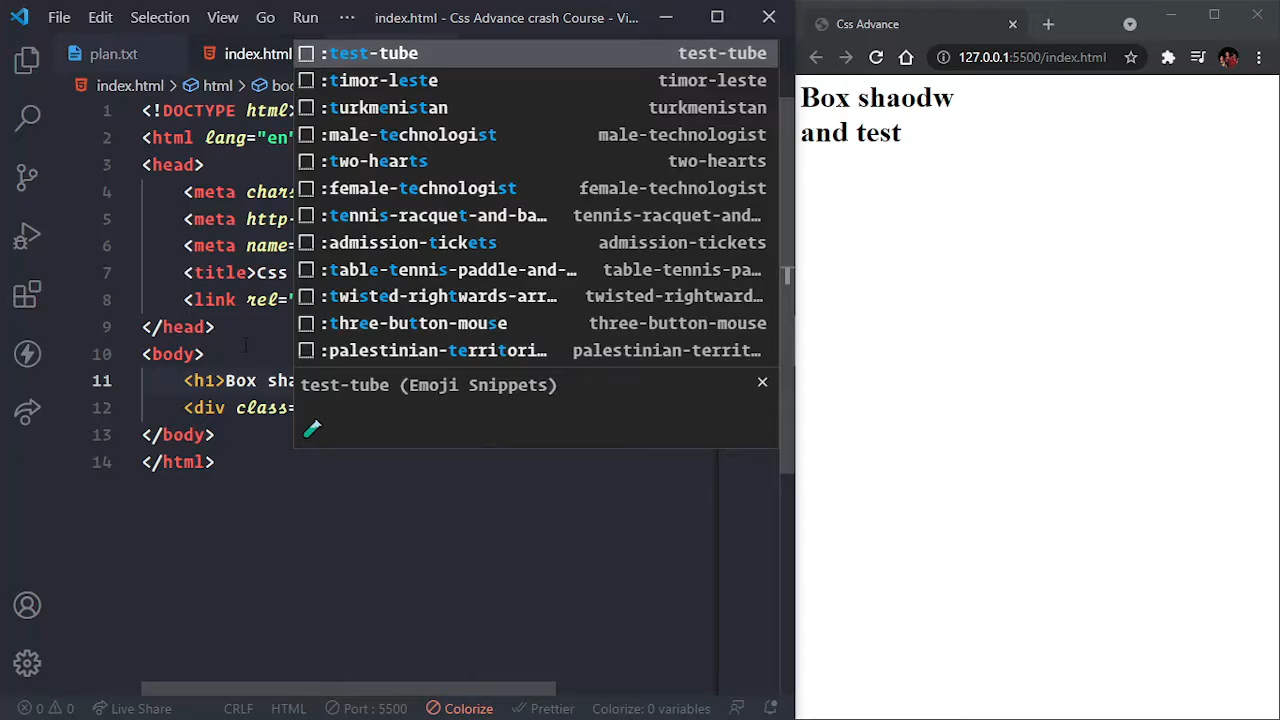 File Edit Selection View Go Run ··· index.html - Css Advance crash Course - Vi...
plan.txt index.html
index.html > html > boc
1 <!DOCTYPE html>
2 <html lang="en"
3 <head>
4 <meta chars
5 <meta http-
6 <meta name=
7 <title>Css
8 <link rel="
9 </head>
10 <body>
11 <h1>Box sha
12 <div class=
13 </body>
14 </html>
:test-tube test-tube
:timor-leste timor-leste
:turkmenistan turkmenistan
:male-technologist male-technologist
:two-hearts two-hearts
:female-technologist female-technologist
:tennis-racquet-and-ba... tennis-racquet-and...
:admission-tickets admission-tickets
:table-tennis-paddle-and-... table-tennis-pa...
:twisted-rightwards-arr... twisted-rightward...
:three-button-mouse three-button-mouse
:palestinian-territori... palestinian-territ...
test-tube (Emoji Snippets)
0 0 Live Share CRLF HTML Port : 5500 Colorize Prettier Colorize: 0 variables
Css Advance
127.0.0.1:5500/index.html
Box shaodw
and test